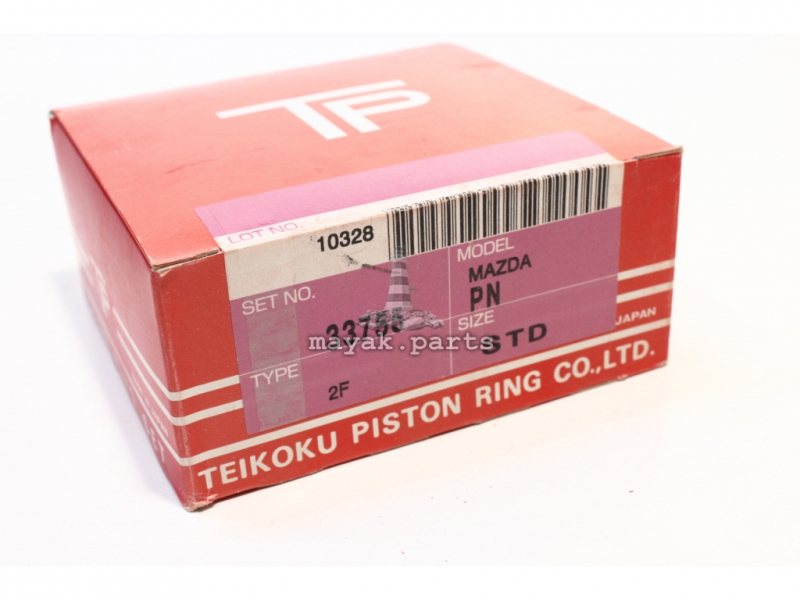 TP
LOT NO. 10328
SET NO.
MODEL
MAZDA
PN
TYPE
2F
SIZE
STD
mayak.parts
JAPAN
TEIKOKU PISTON RING CO.,LTD.
TP